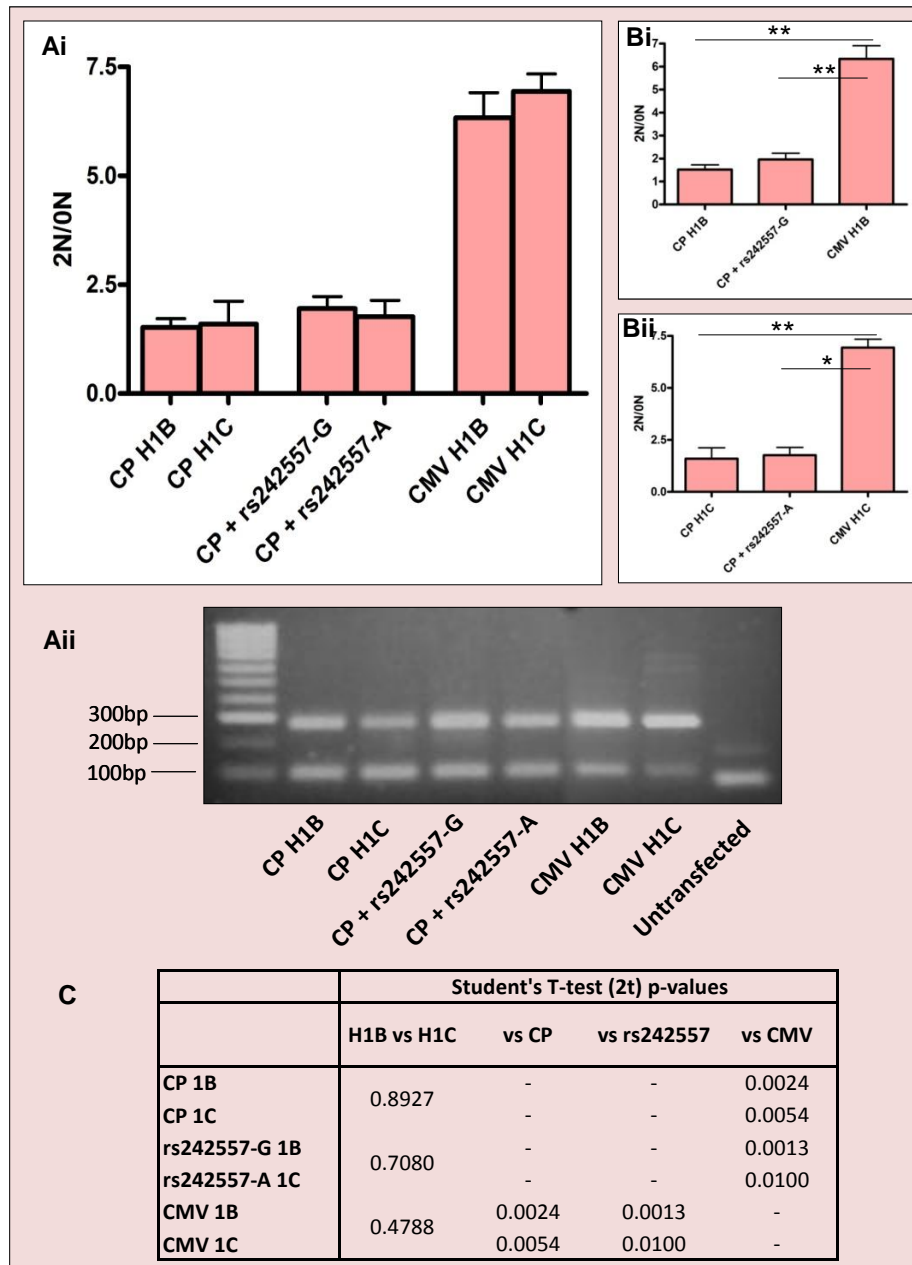 Ai
7.5
5.0
2.5
0.0
2N/0N
CP H1B
CP H1C
CP + rs242557-G
CP + rs242557-A
CMV H1B
CMV H1C
Bi
**
**
7
6
5
4
3
2
1
0
2N/0N
CP H1B
CP + rs242557-G
CMV H1B
Bii
**
*
7.5
5.0
2.5
0.0
2N/0N
CP H1C
CP + rs242557-A
CMV H1C
Aii
300bp
200bp
100bp
CP H1B
CP H1C
CP + rs242557-G
CP + rs242557-A
CMV H1B
CMV H1C
Untransfected
C
Student's T-test (2t) p-values
H1B vs H1C vs CP vs rs242557 vs CMV
CP 1B 0.8927 - - 0.0024
CP 1C - - 0.0054
rs242557-G 1B 0.7080 - - 0.0013
rs242557-A 1C - - 0.0100
CMV 1B 0.4788 0.0024 0.0013 -
CMV 1C 0.0054 0.0100 -